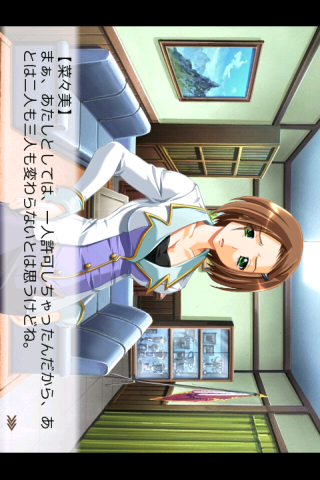 【菜々美】
まぁ、あたしとしては、一人許可しちゃったんだから、あ
とは二人も三人も変わらないとは思うけどね。